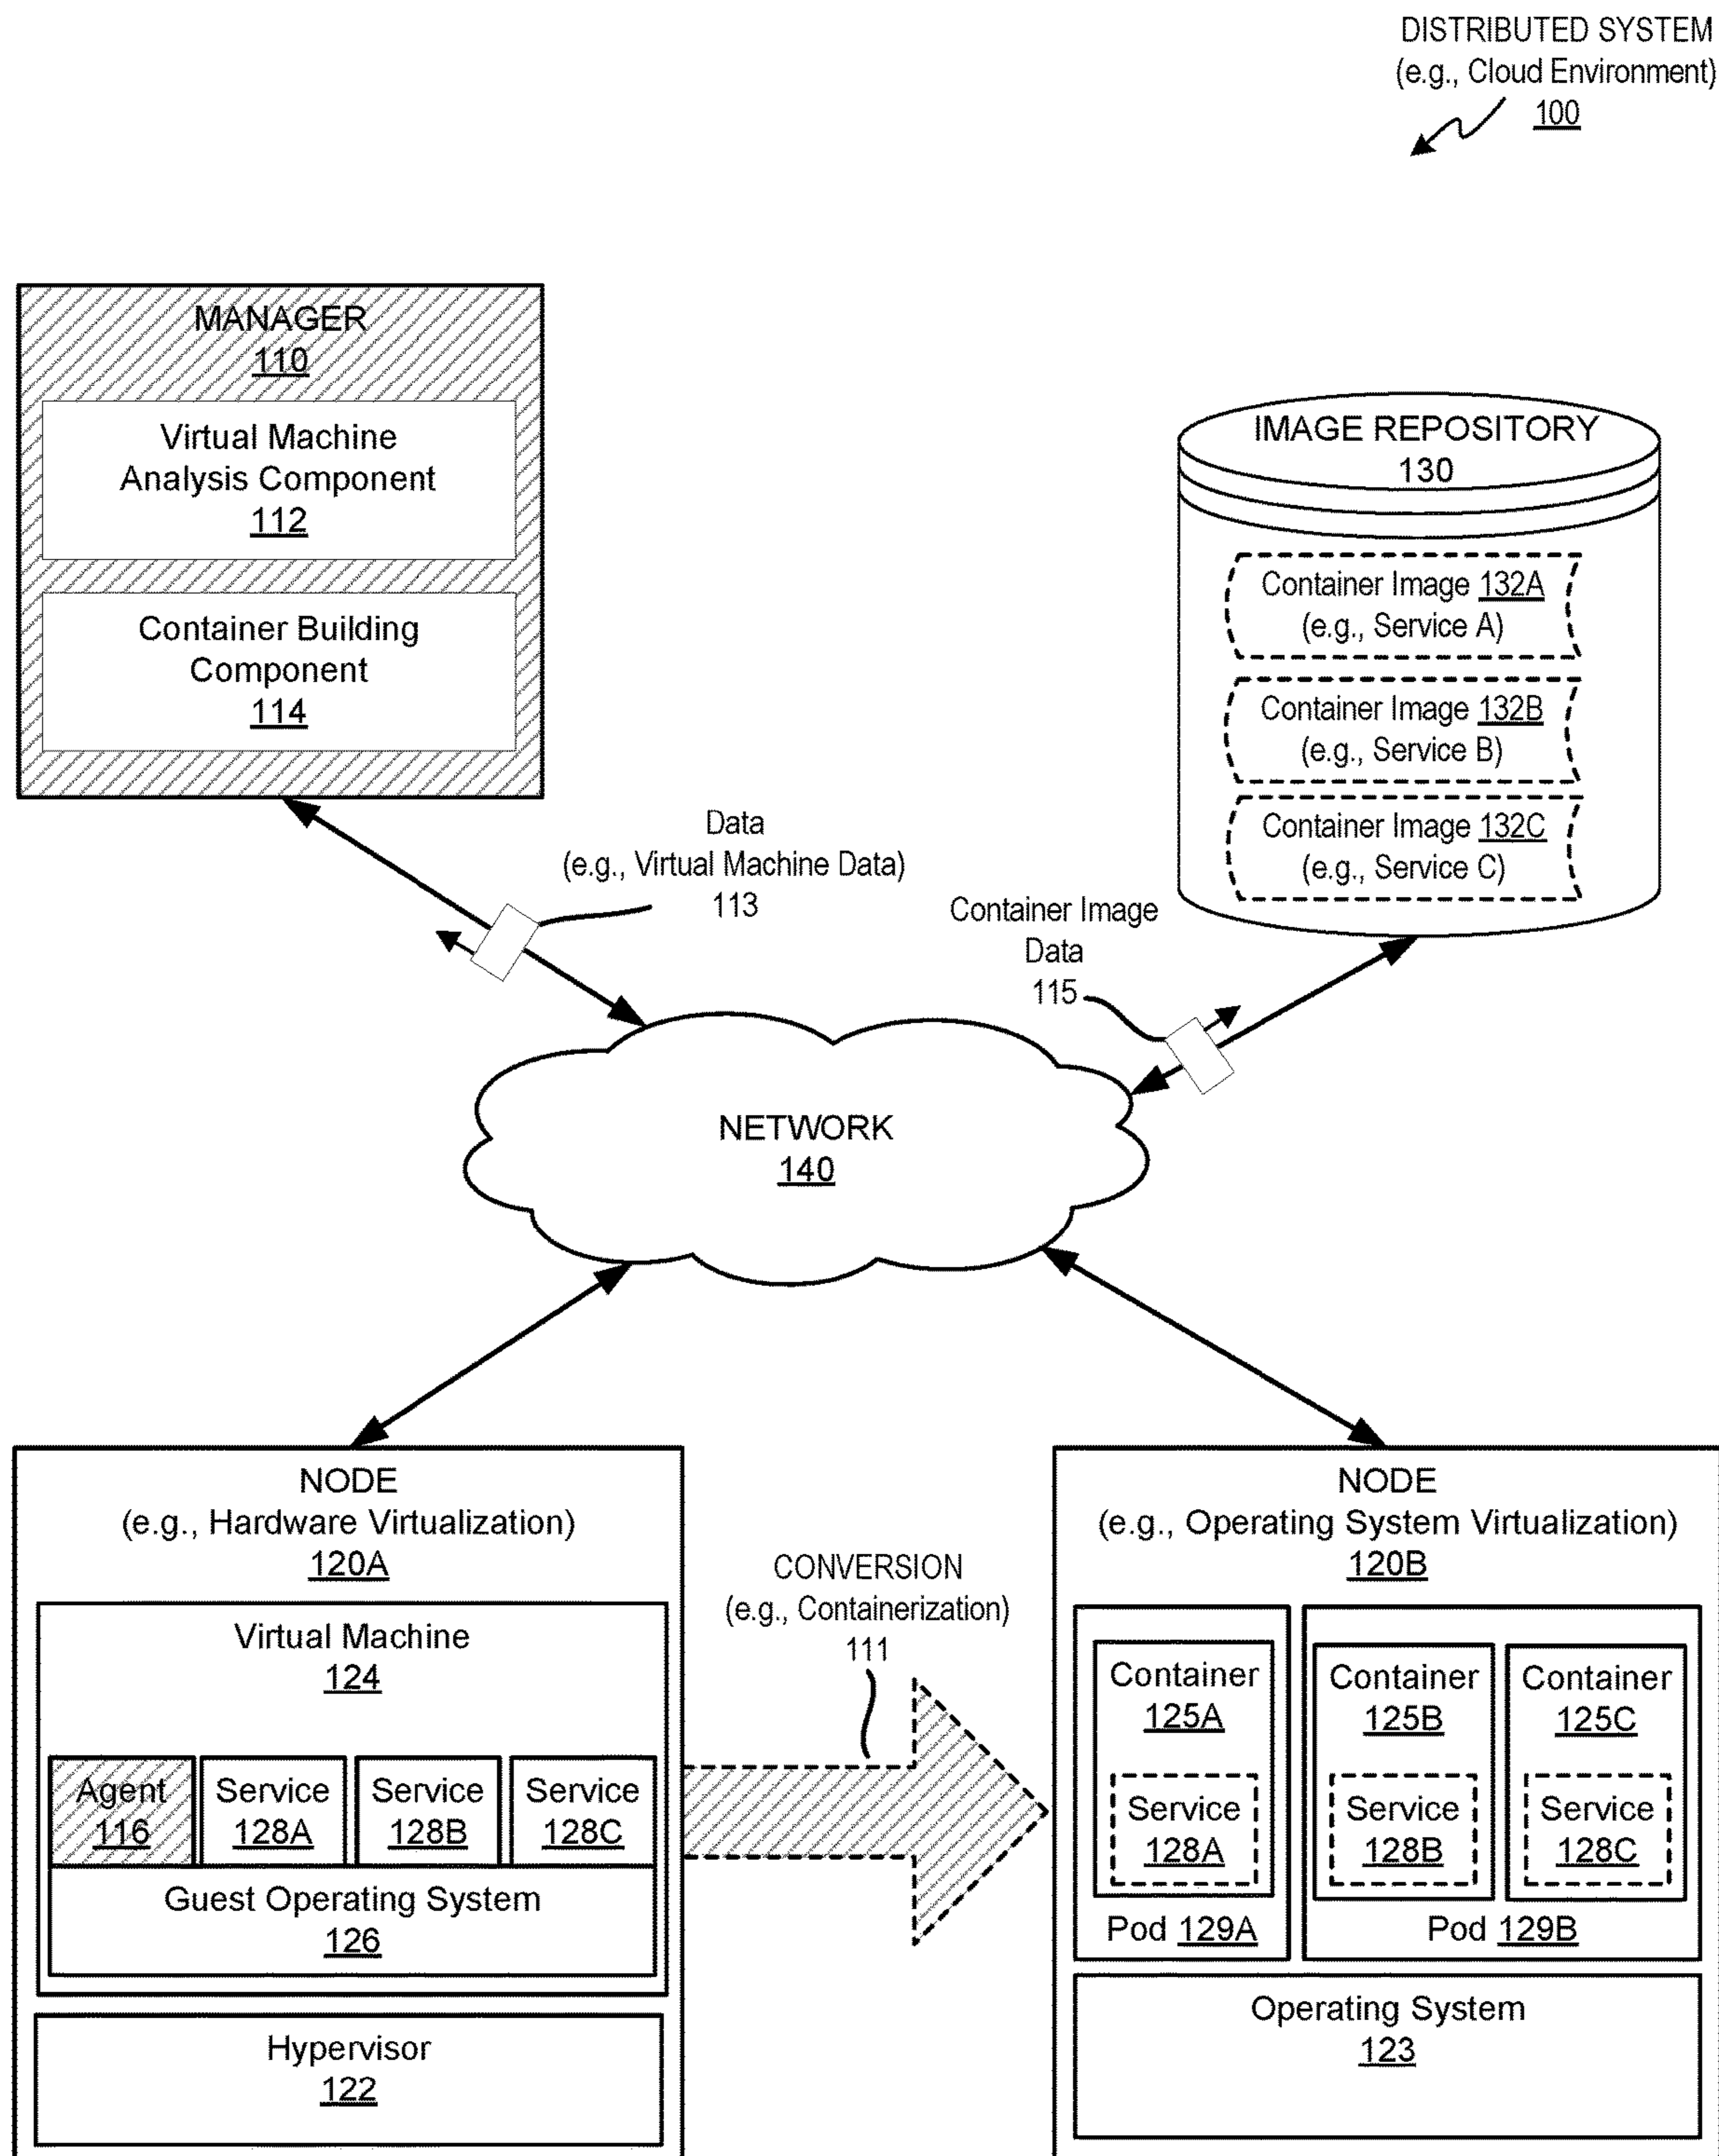 DISTRIBUTED SYSTEM
(e.g., Cloud Environment)
100
MANAGER
110
Virtual Machine
Analysis Component
112
Container Building
Component
114
IMAGE REPOSITORY
130
Container Image 132A
(e.g., Service A)
Container Image 132B
(e.g., Service B)
Container Image 132C
(e.g., Service C)
Data
(e.g., Virtual Machine Data)
113
Container Image
Data
115
NETWORK
140
NODE
(e.g., Hardware Virtualization)
120A
Virtual Machine
124
Agent
116
Service
128A
Service
128B
Service
128C
Guest Operating System
126
Hypervisor
122
CONVERSION
(e.g., Containerization)
111
NODE
(e.g., Operating System Virtualization)
120B
Container
125A
Service
128A
Pod 129A
Container
125B
Service
128B
Container
125C
Service
128C
Pod 129B
Operating System
123